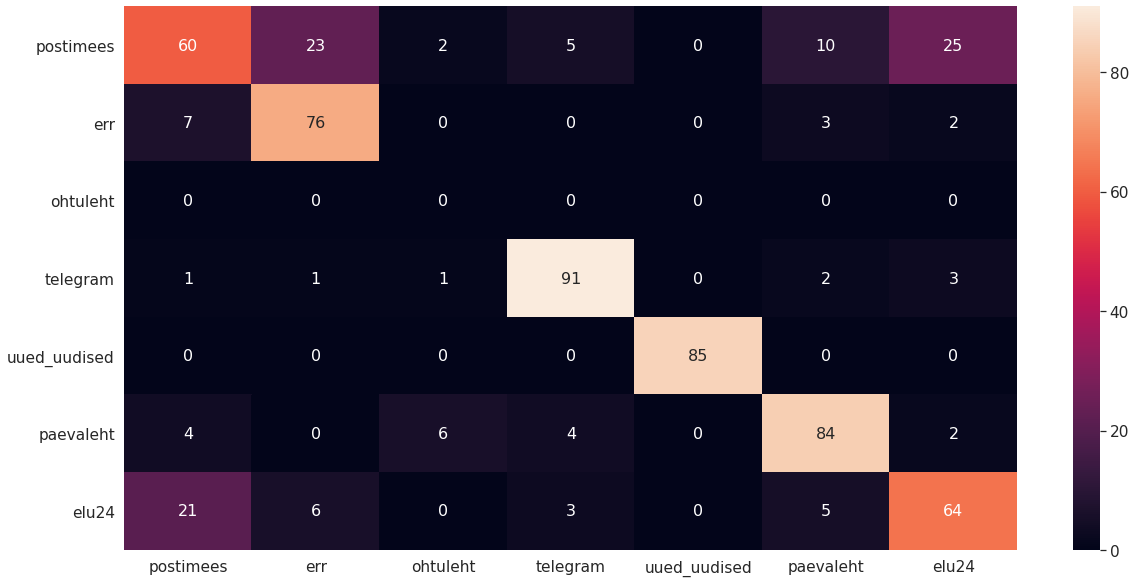 postimees 60 23 2 5 0 10 25
err 7 76 0 0 0 3 2
ohtuleht 0 0 0 0 0 0 0
telegram 1 1 1 91 0 2 3
uued_uudised 0 0 0 0 85 0 0
paevaleht 4 0 6 4 0 84 2
elu24 21 6 0 3 0 5 64
postimees err ohtuleht telegram uued_uudised paevaleht elu24
80
60
40
20
0